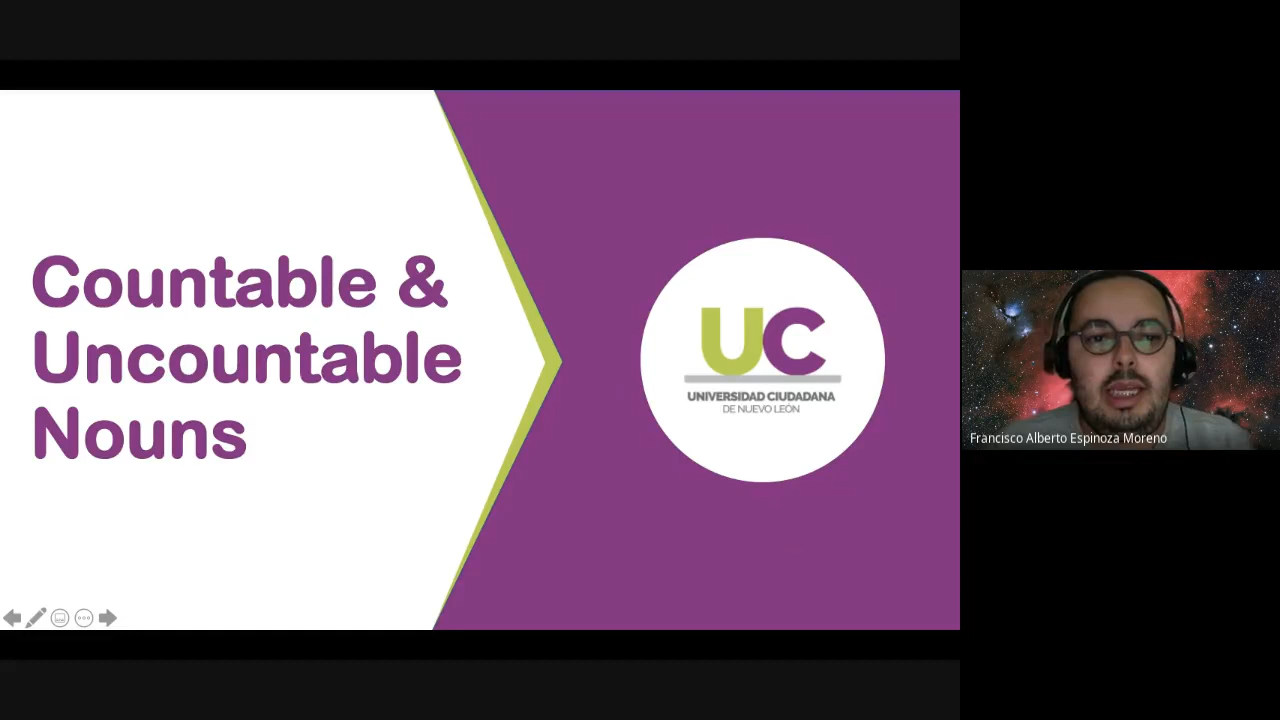 Countable &
Uncountable
Nouns
UC
UNIVERSIDAD CIUDADANA
DE NUEVO LEÓN
Francisco Alberto Espinoza Moreno